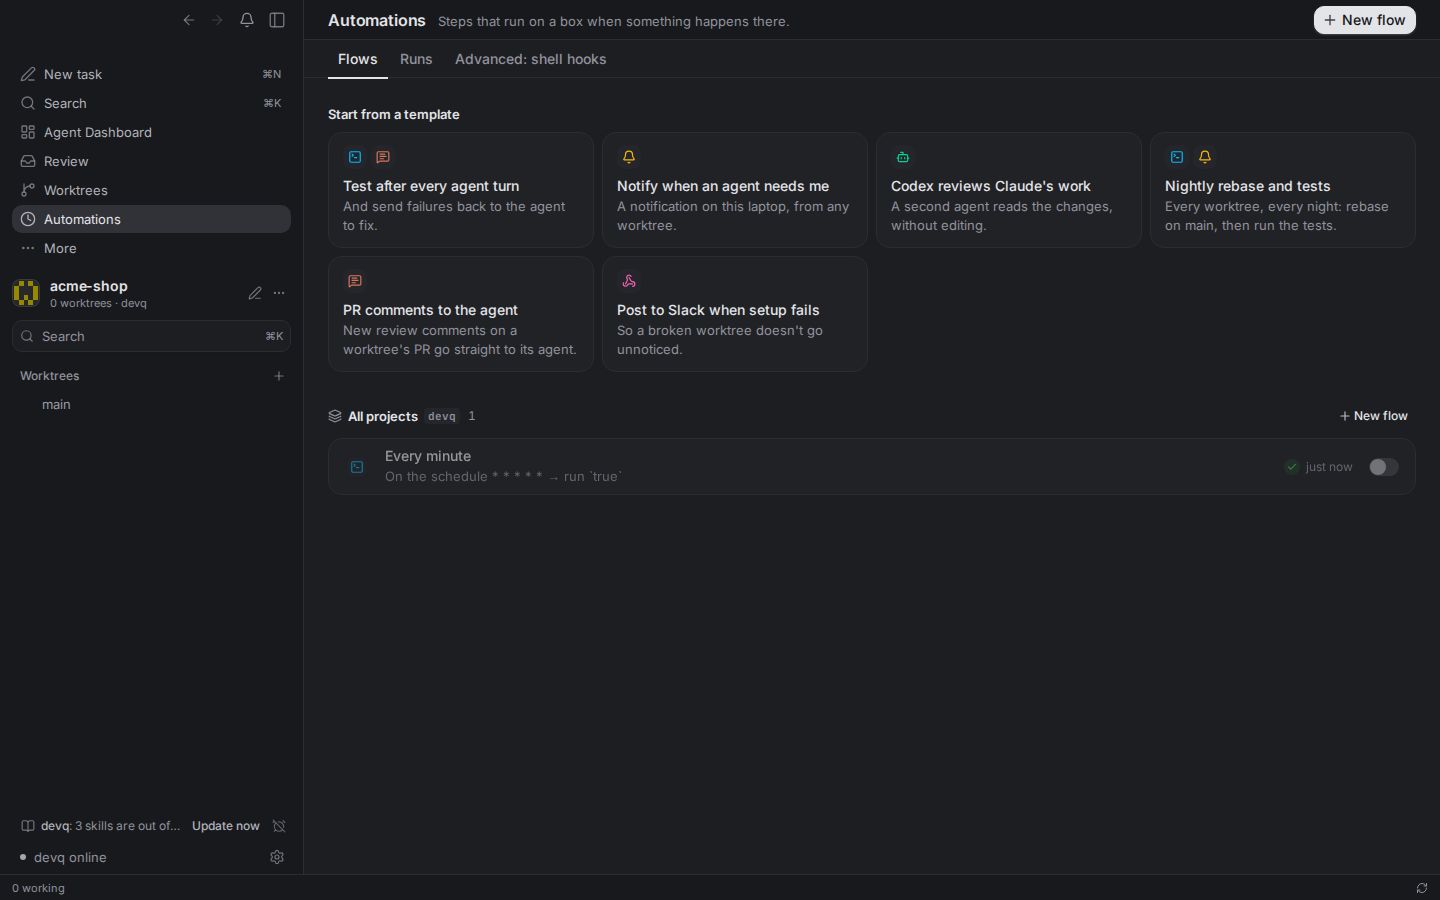 Automations Steps that run on a box when something happens there.
+ New flow
New task ⌘N
Search ⌘K
Agent Dashboard
Review
Worktrees
Automations
More
acme-shop
0 worktrees · devq
Search ⌘K
Worktrees
main
devq: 3 skills are out of... Update now
devq online
0 working
Flows Runs Advanced: shell hooks
Start from a template
Test after every agent turn
And send failures back to the agent
to fix.
Notify when an agent needs me
A notification on this laptop, from any
worktree.
Codex reviews Claude's work
A second agent reads the changes,
without editing.
Nightly rebase and tests
Every worktree, every night: rebase
on main, then run the tests.
PR comments to the agent
New review comments on a
worktree's PR go straight to its agent.
Post to Slack when setup fails
So a broken worktree doesn't go
unnoticed.
All projects devq 1
+ New flow
Every minute
On the schedule * * * * * → run `true`
just now